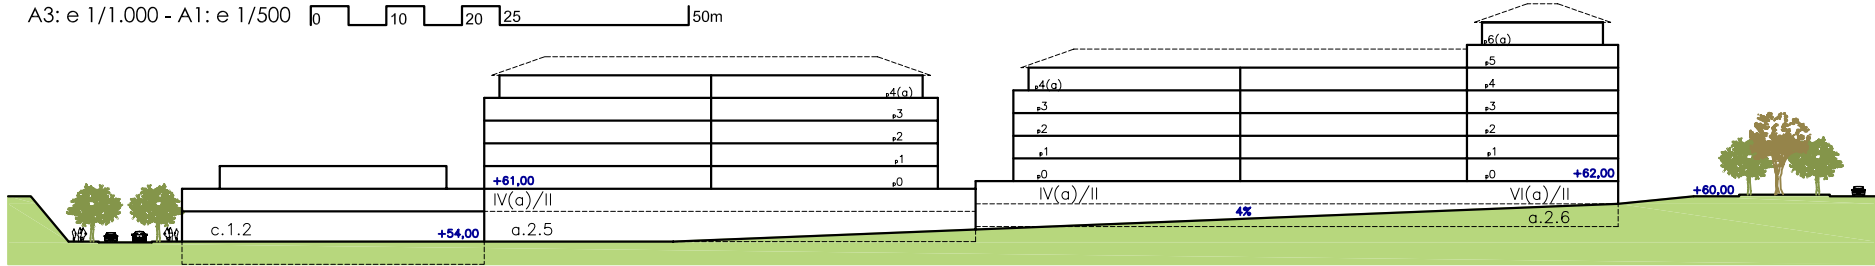 A3: e 1/1.000 - A1: e 1/500 0 10 20 25 50m
p6(a)
p5
p4(a) p4(a) p4
p3 p3 p3
p2 p2 p2
p1 p1 p1
+61,00 p0 p0 p0 +62,00
IV(a)/II IV(a)/II VI(a)/II +60,00
c.1.2 +54,00 a.2.5 4% a.2.6